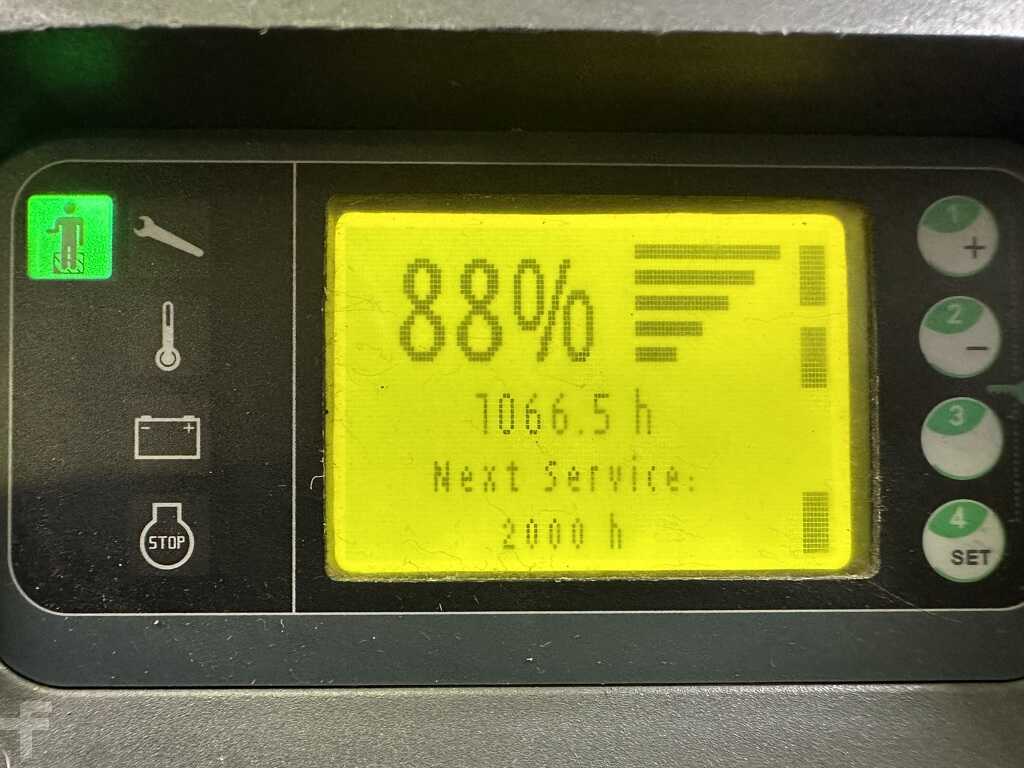 88%
1066.5 h
Next Service:
2000 h
- +
STOP
1
+
2
−
3
4
SET